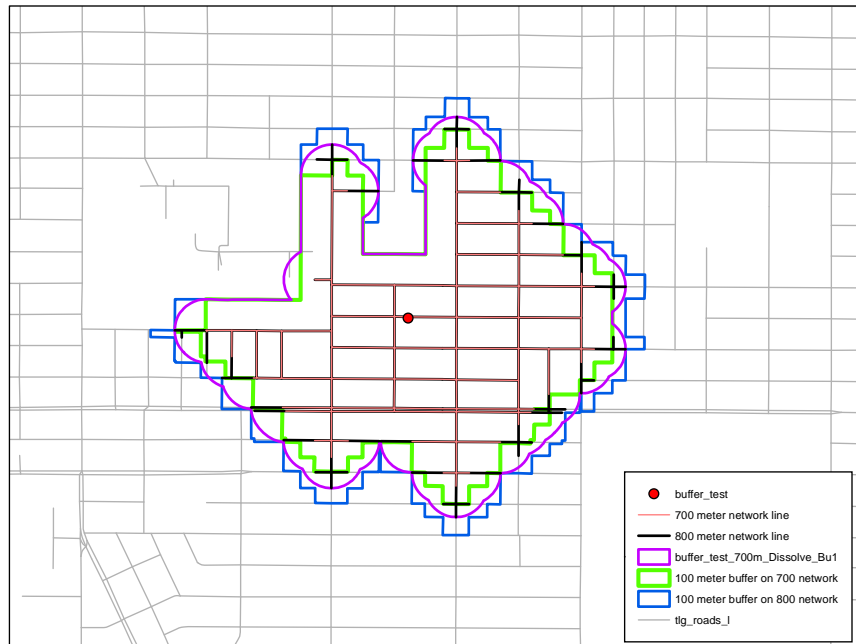 buffer_test
700 meter network line
800 meter network line
buffer_test_700m_Dissolve_Bu1
100 meter buffer on 700 network
100 meter buffer on 800 network
tlg_roads_l